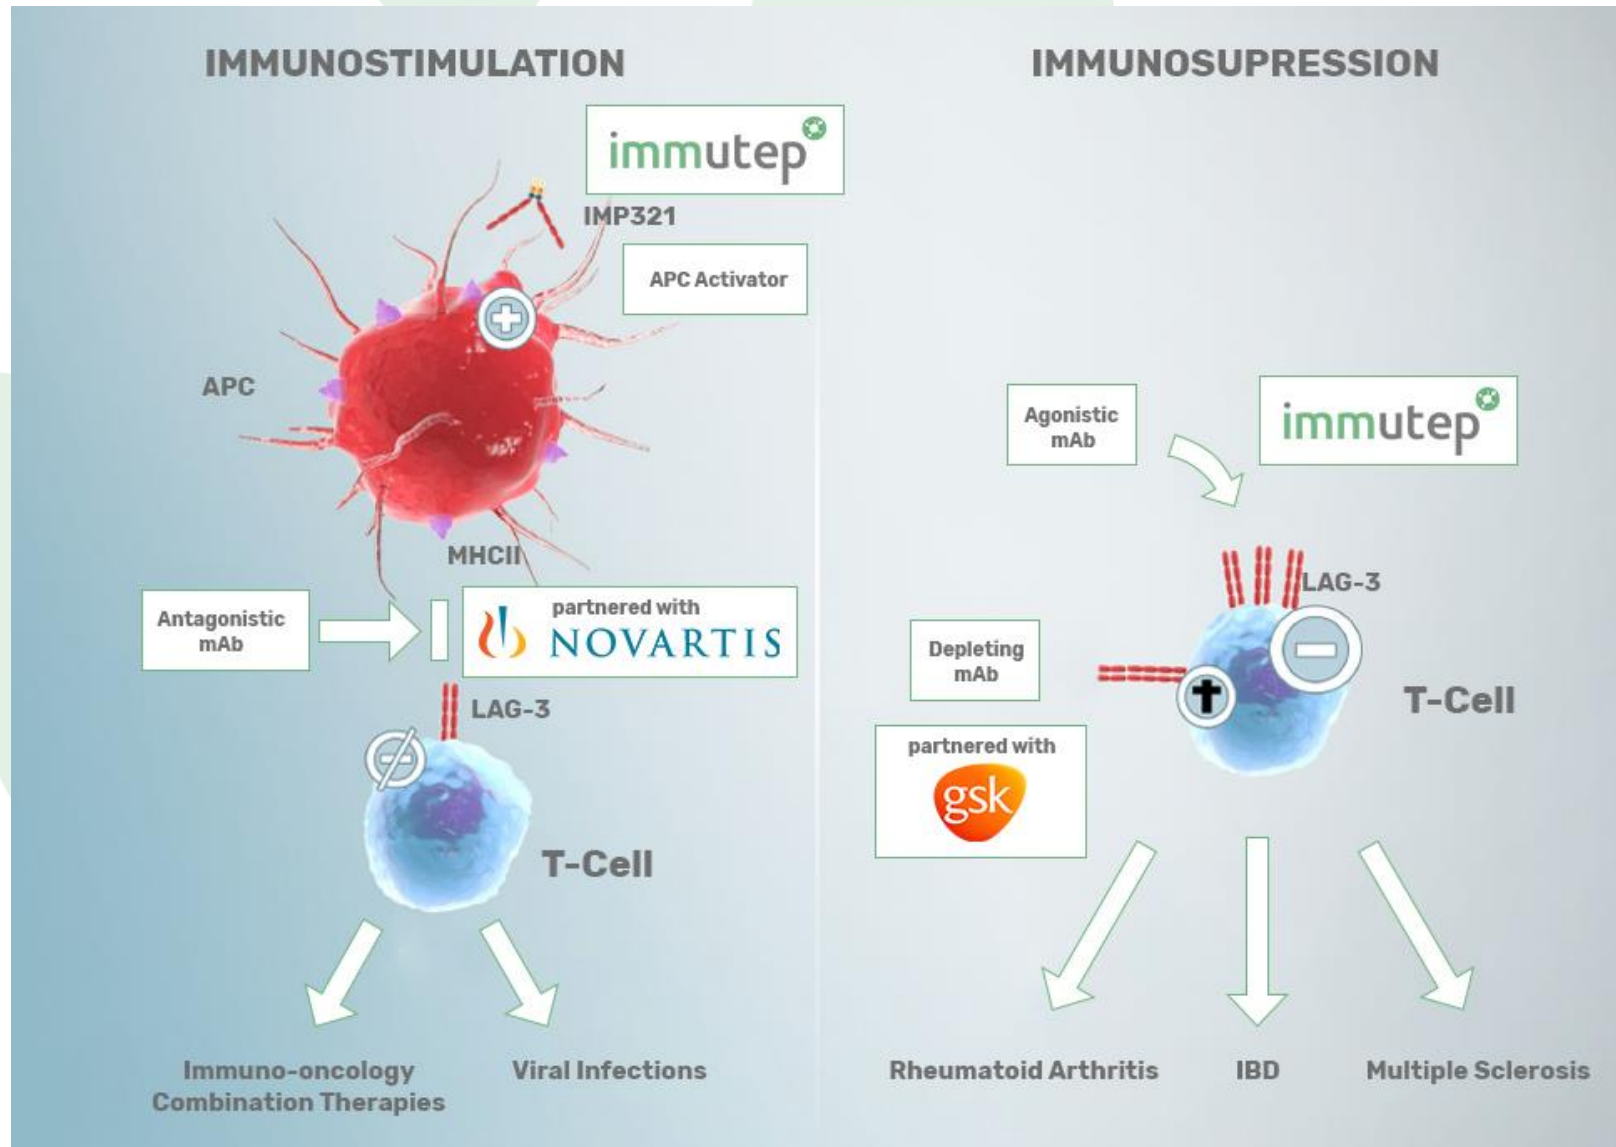 IMMUNOSTIMULATION
immutep
IMP321
APC Activator
APC
MHCII
Antagonistic
mAb
partnered with
NOVARTIS
LAG-3
T-Cell
Immuno-oncology
Combination Therapies
Viral Infections
IMMUNOSUPRESSION
Agonistic
mAb
immutep
LAG-3
Depleting
mAb
T-Cell
partnered with
gsk
Rheumatoid Arthritis
IBD
Multiple Sclerosis